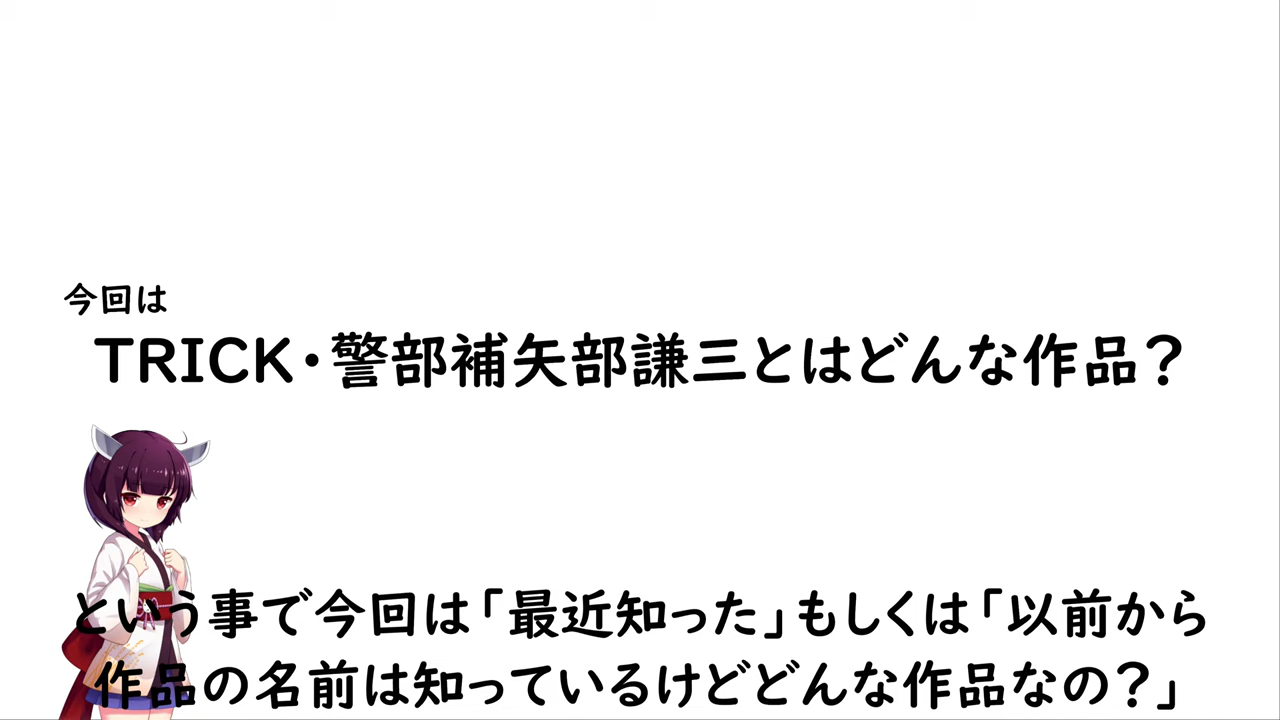 今回は
TRICK・警部補矢部謙三とはどんな作品？
という事で今回は「最近知った」もしくは「以前から
作品の名前は知っているけどどんな作品なの？」